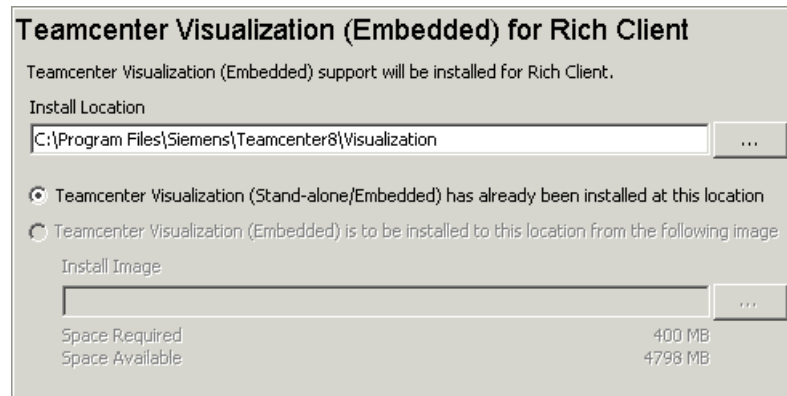 Teamcenter Visualization (Embedded) for Rich Client
Teamcenter Visualization (Embedded) support will be installed for Rich Client.
Install Location
C:\Program Files\Siemens\Teamcenter8\Visualization
...
Teamcenter Visualization (Stand-alone/Embedded) has already been installed at this location
Teamcenter Visualization (Embedded) is to be installed to this location from the following image
Install Image
...
Space Required 400 MB
Space Available 4798 MB